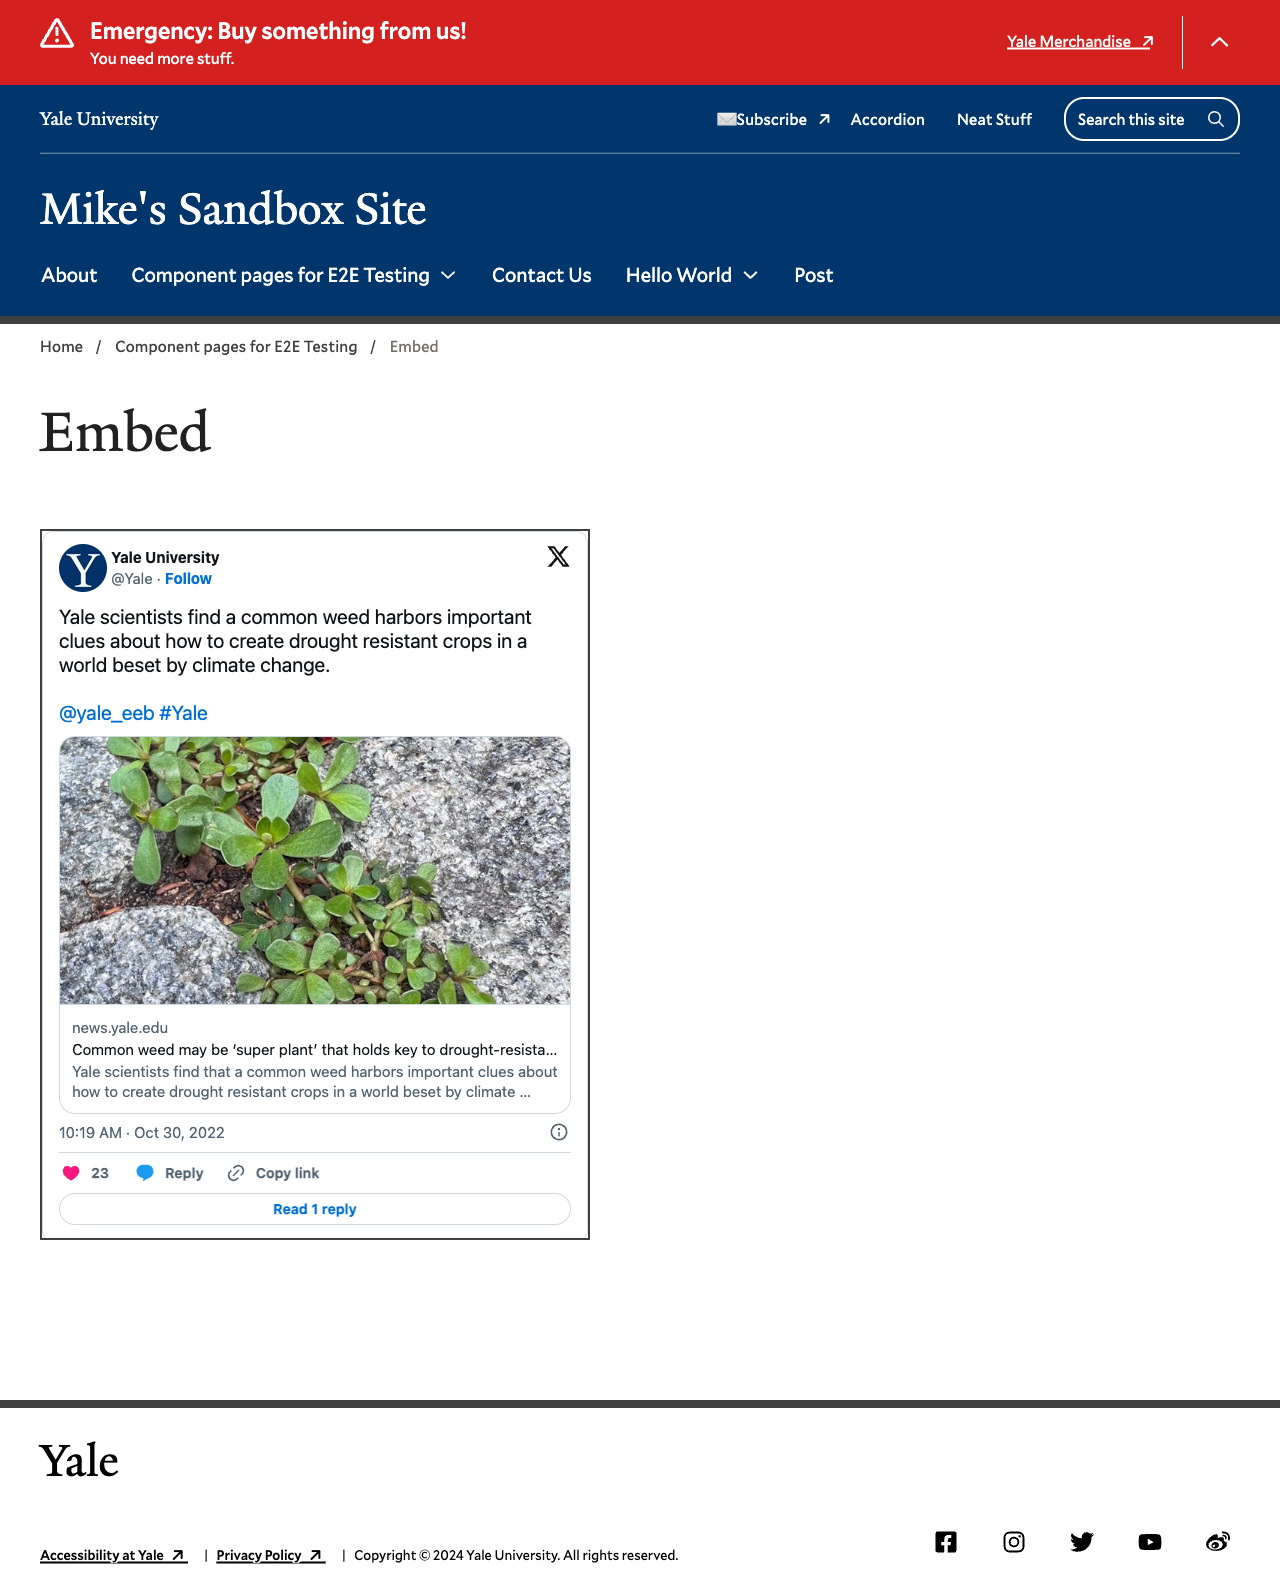 Emergency: Buy something from us!
You need more stuff.
Yale Merchandise
Yale University
Subscribe
Accordion
Neat Stuff
Search this site
Mike's Sandbox Site
About
Component pages for E2E Testing
Contact Us
Hello World
Post
Home / Component pages for E2E Testing / Embed
Embed
Y
Yale University
@Yale · Follow
Yale scientists find a common weed harbors important
clues about how to create drought resistant crops in a
world beset by climate change.
@yale_eeb #Yale
news.yale.edu
Common weed may be ‘super plant’ that holds key to drought-resista...
Yale scientists find that a common weed harbors important clues about
how to create drought resistant crops in a world beset by climate ...
10:19 AM · Oct 30, 2022
23
Reply
Copy link
Read 1 reply
Yale
Accessibility at Yale | Privacy Policy | Copyright © 2024 Yale University. All rights reserved.